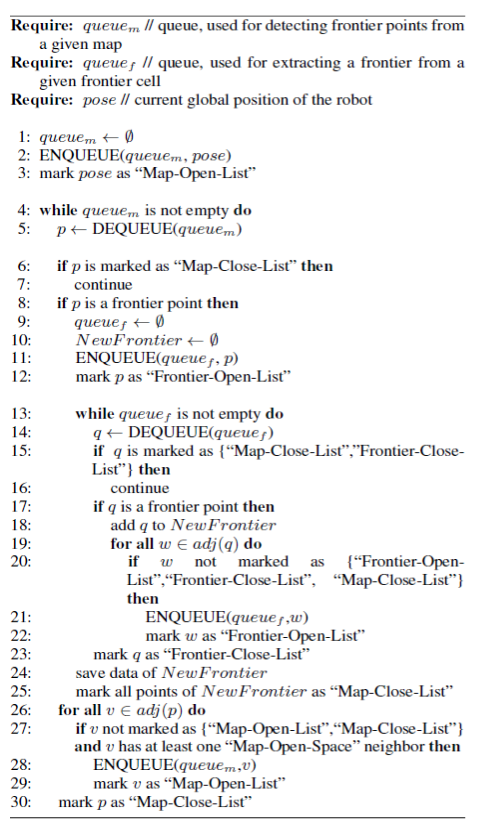 Require: queue_m // queue, used for detecting frontier points from
a given map
Require: queue_f // queue, used for extracting a frontier from a
given frontier cell
Require: pose // current global position of the robot
1: queue_m ← ∅
2: ENQUEUE(queue_m, pose)
3: mark pose as “Map-Open-List”
4: while queue_m is not empty do
5: p ← DEQUEUE(queue_m)
6: if p is marked as “Map-Close-List” then
7: continue
8: if p is a frontier point then
9: queue_f ← ∅
10: NewFrontier ← ∅
11: ENQUEUE(queue_f, p)
12: mark p as “Frontier-Open-List”
13: while queue_f is not empty do
14: q ← DEQUEUE(queue_f)
15: if q is marked as {“Map-Close-List”,”Frontier-Close-
List”} then
16: continue
17: if q is a frontier point then
18: add q to NewFrontier
19: for all w ∈ adj(q) do
20: if w not marked as {“Frontier-Open-
List”,“Frontier-Close-List”, “Map-Close-List”}
then
21: ENQUEUE(queue_f,w)
22: mark w as “Frontier-Open-List”
23: mark q as “Frontier-Close-List”
24: save data of NewFrontier
25: mark all points of NewFrontier as “Map-Close-List”
26: for all v ∈ adj(p) do
27: if v not marked as {“Map-Open-List”,“Map-Close-List”}
and v has at least one “Map-Open-Space” neighbor then
28: ENQUEUE(queue_m,v)
29: mark v as “Map-Open-List”
30: mark p as “Map-Close-List”